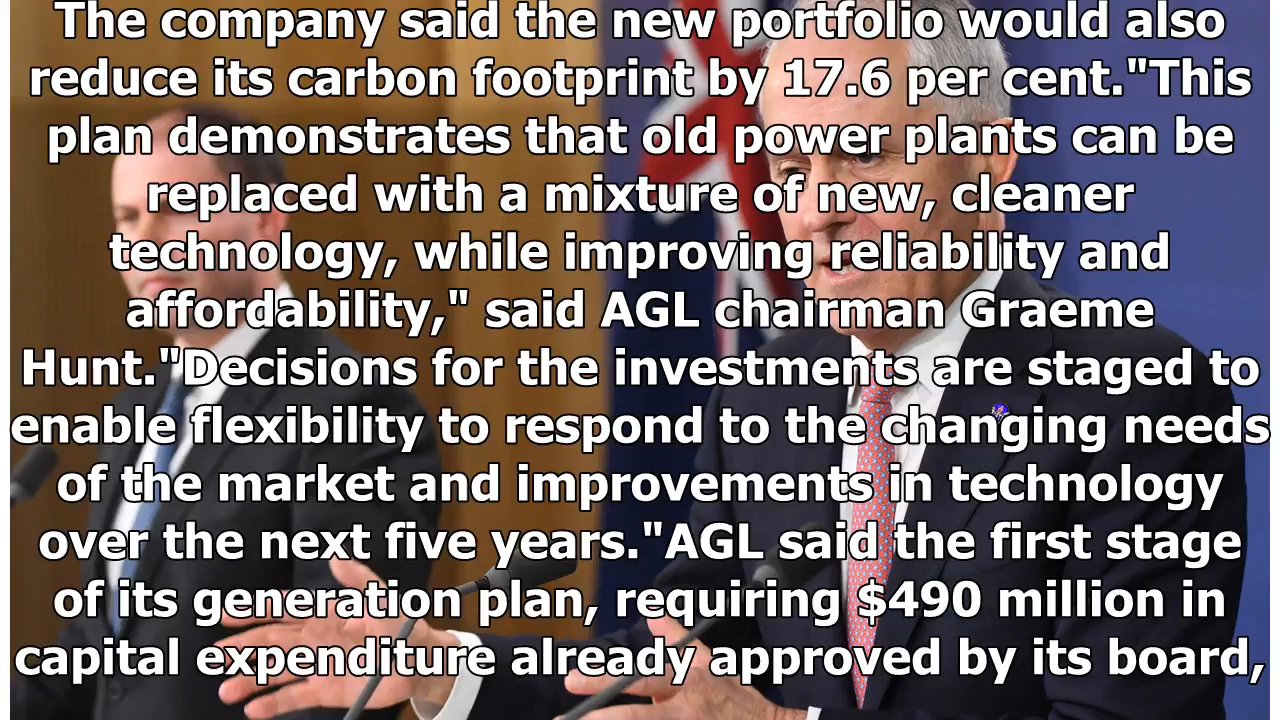 The company said the new portfolio would also
reduce its carbon footprint by 17.6 per cent."This
plan demonstrates that old power plants can be
replaced with a mixture of new, cleaner
technology, while improving reliability and
affordability," said AGL chairman Graeme
Hunt."Decisions for the investments are staged to
enable flexibility to respond to the changing needs
of the market and improvements in technology
over the next five years."AGL said the first stage
of its generation plan, requiring $490 million in
capital expenditure already approved by its board,